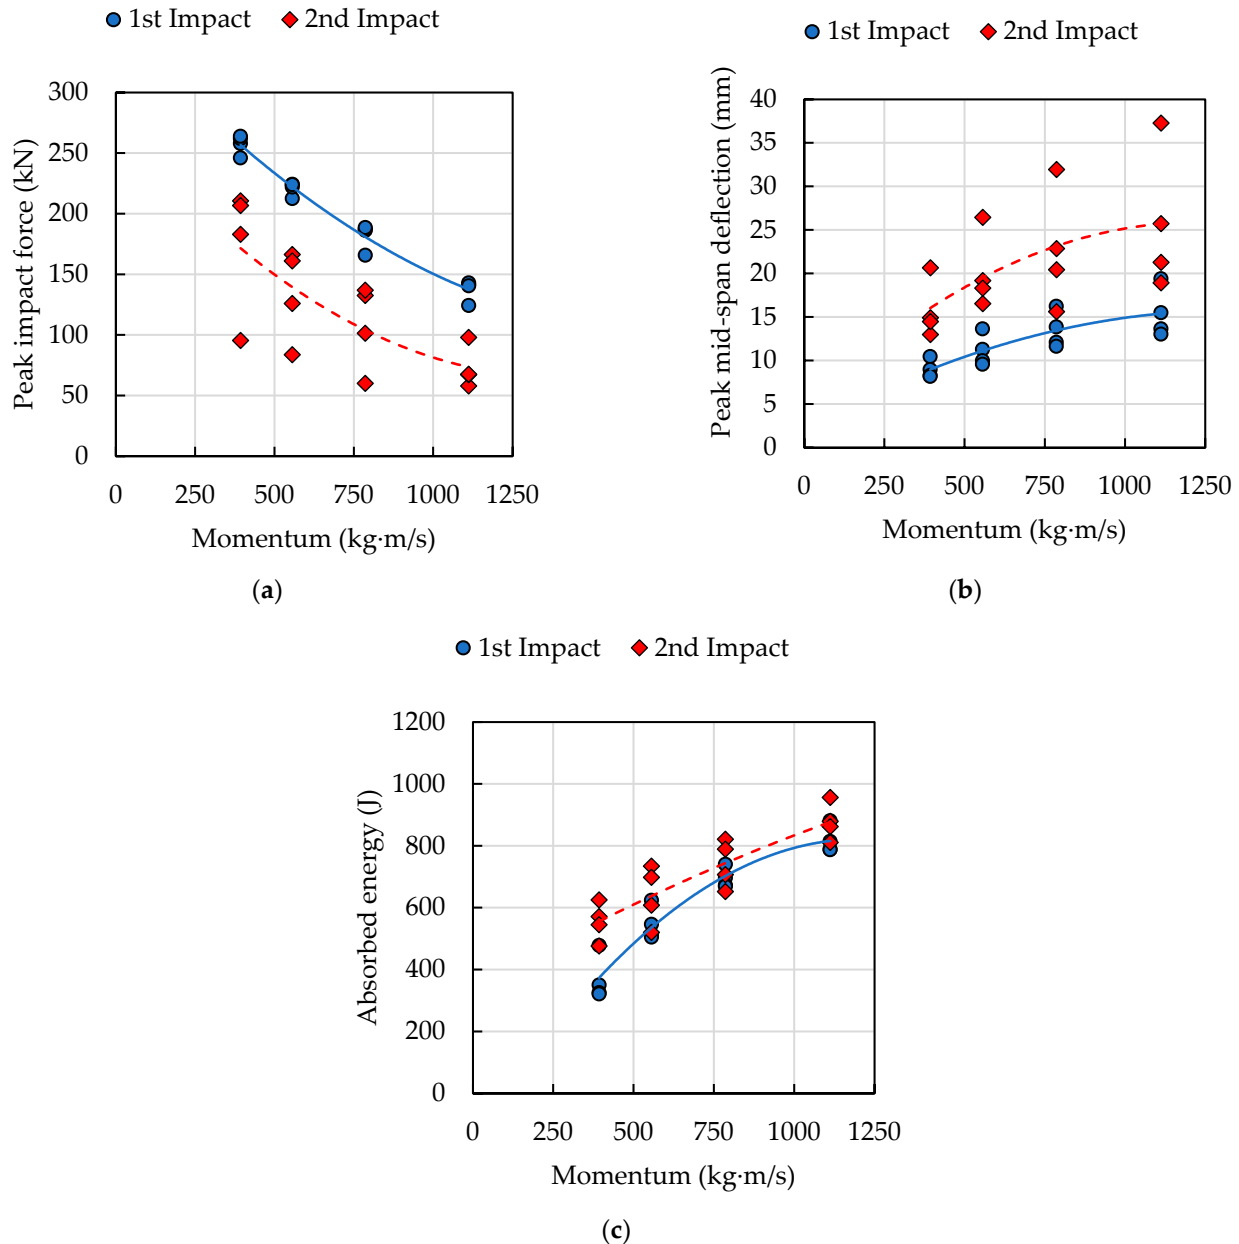 1st Impact 2nd Impact
Peak impact force (kN)
300
250
200
150
100
50
0
0 250 500 750 1000 1250
Momentum (kg·m/s)
(a)
1st Impact 2nd Impact
Peak mid-span deflection (mm)
40
35
30
25
20
15
10
5
0
0 250 500 750 1000 1250
Momentum (kg·m/s)
(b)
1st Impact 2nd Impact
Absorbed energy (J)
1200
1000
800
600
400
200
0
0 250 500 750 1000 1250
Momentum (kg·m/s)
(c)